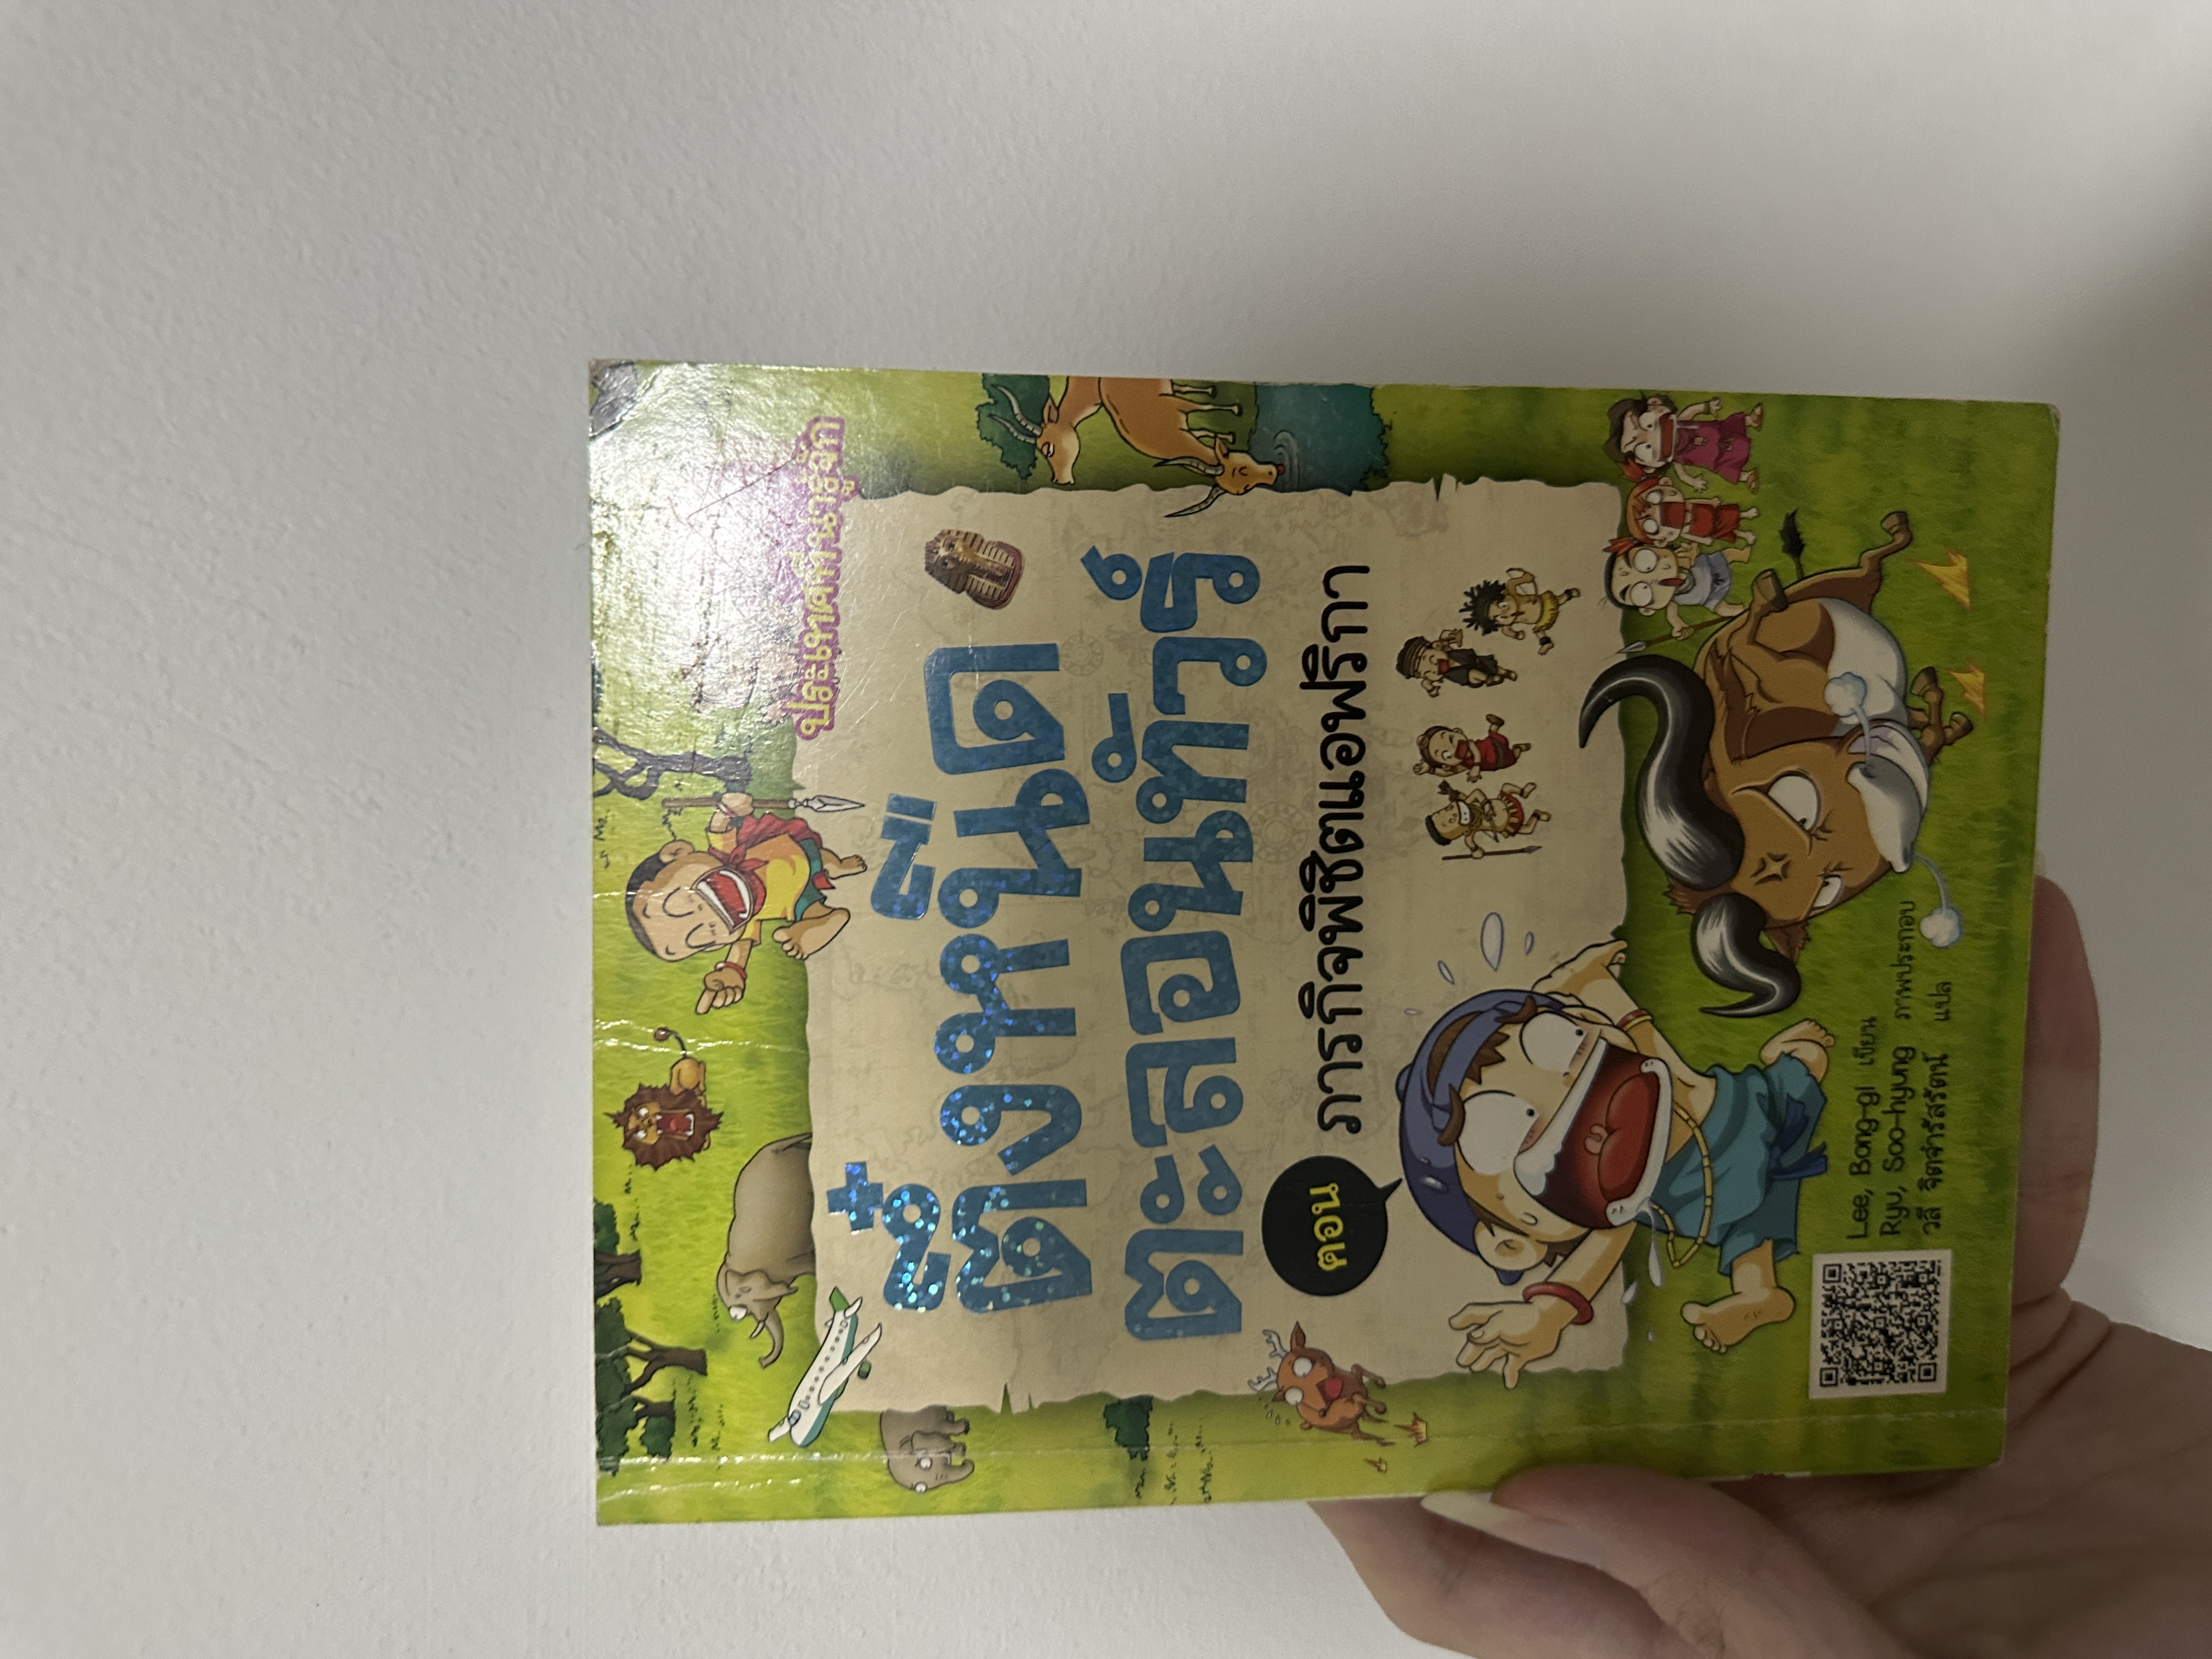 ประเทศที่น่ารู้จัก
ตึ๋งหนืด
ตะลอนทัวร์
ตอน
ภารกิจพิชิตแอฟริกา
Lee, Bong-gi เขียน
Ryu, Soo-hyung ภาพประกอบ
วลี จิตจำรัสรัตน์ แปล